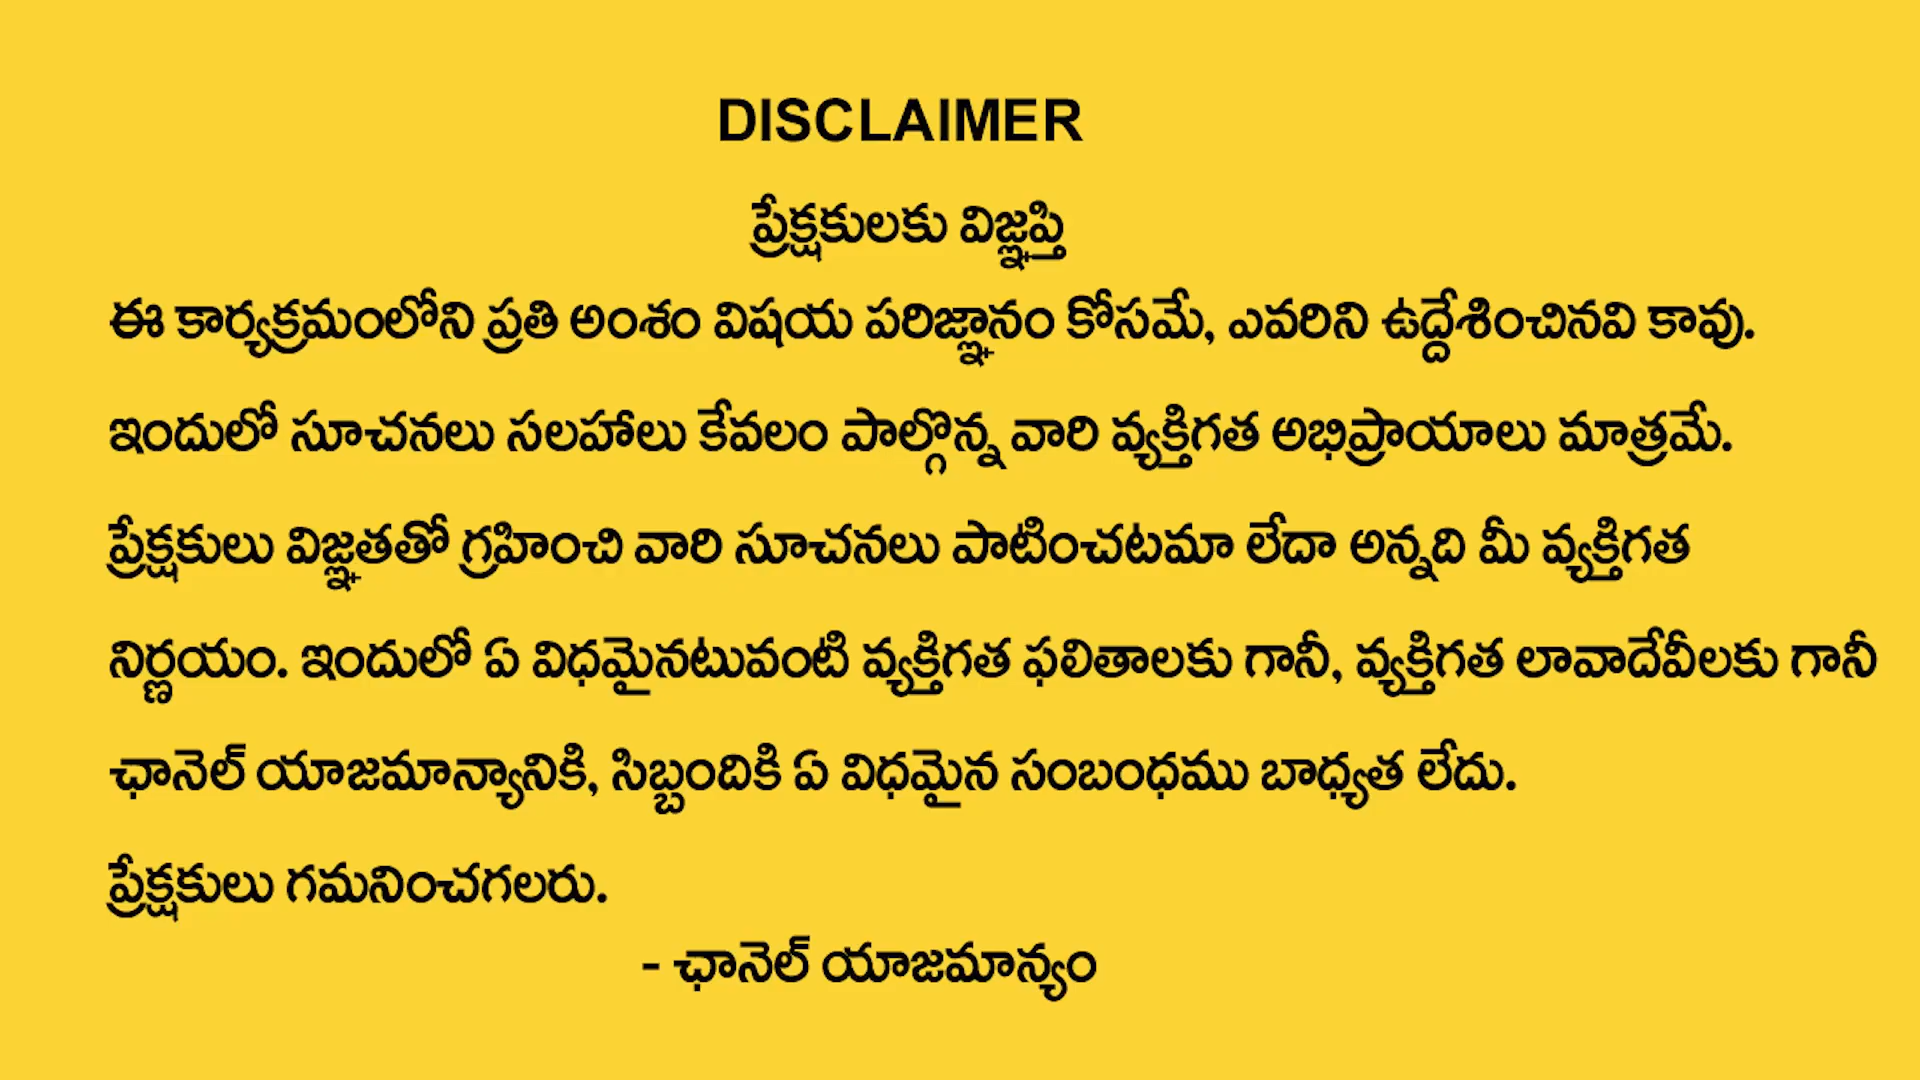 DISCLAIMER
ప్రేక్షకులకు విజ్ఞప్తి
ఈ కార్యక్రమంలోని ప్రతి అంశం విషయ పరిజ్ఞానం కోసమే, ఎవరిని ఉద్దేశించినవి కావు.
ఇందులో సూచనలు సలహాలు కేవలం పాల్గొన్న వారి వ్యక్తిగత అభిప్రాయాలు మాత్రమే.
ప్రేక్షకులు విజ్ఞతతో గ్రహించి వారి సూచనలు పాటించటమా లేదా అన్నది మీ వ్యక్తిగత
నిర్ణయం. ఇందులో ఏ విధమైనటువంటి వ్యక్తిగత ఫలితాలకు గానీ, వ్యక్తిగత లావాదేవీలకు గానీ
ఛానెల్ యాజమాన్యానికి, సిబ్బందికి ఏ విధమైన సంబంధము బాధ్యత లేదు.
ప్రేక్షకులు గమనించగలరు.
- ఛానెల్ యాజమాన్యం